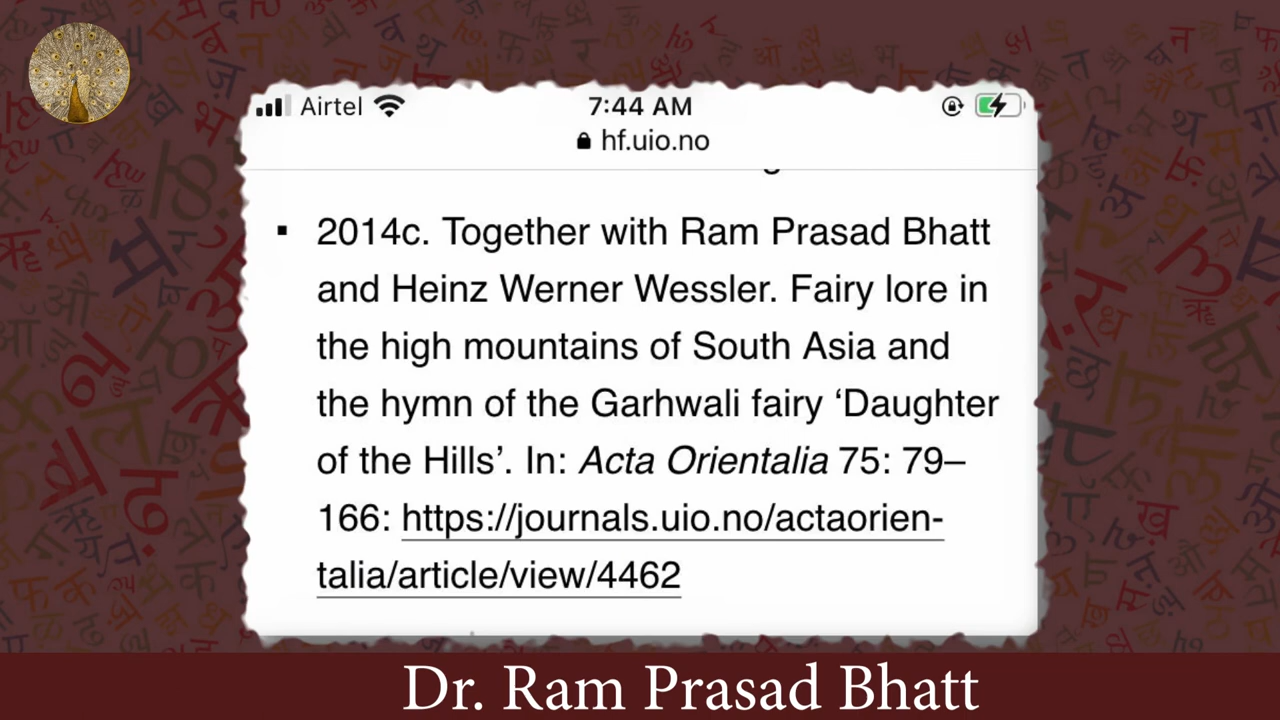 Airtel 7:44 AM
hf.uio.no
▪ 2014c. Together with Ram Prasad Bhatt
and Heinz Werner Wessler. Fairy lore in
the high mountains of South Asia and
the hymn of the Garhwali fairy ‘Daughter
of the Hills’. In: Acta Orientalia 75: 79–
166: https://journals.uio.no/actaorien-
talia/article/view/4462
Dr. Ram Prasad Bhatt